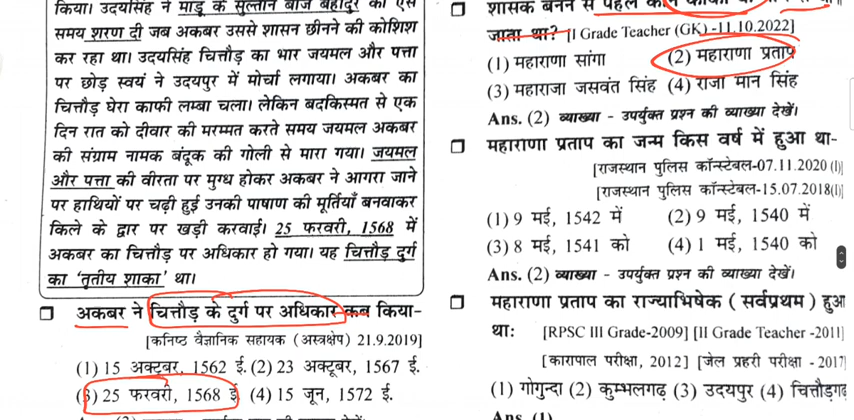 किया। उदयसिंह ने मांडू के सुल्तान बाज बहादुर को ऐसे
समय शरण दी जब अकबर उससे शासन छीनने की कोशिश
कर रहा था। उदयसिंह चित्तौड़ का भार जयमल और पत्ता
पर छोड़ स्वयं ने उदयपुर में मोर्चा लगाया। अकबर का
चित्तौड़ घेरा काफी लम्बा चला। लेकिन बदकिस्मत से एक
दिन रात को दीवार की मरम्मत करते समय जयमल अकबर
की संग्राम नामक बंदूक की गोली से मारा गया। जयमल
और पत्ता की वीरता पर मुग्ध होकर अकबर ने आगरा जाने
पर हाथियों पर चढ़ी हुई उनकी पाषाण की मूर्तियाँ बनवाकर
किले के द्वार पर खड़ी करवाई। 25 फरवरी, 1568 में
अकबर का चित्तौड़ पर अधिकार हो गया। यह चित्तौड़ दुर्ग
का ‘तृतीय शाका’ था।
अकबर ने चित्तौड़ के दुर्ग पर अधिकार कब किया-
[कनिष्ठ वैज्ञानिक सहायक (अस्त्रक्षेप) 21.9.2019]
(1) 15 अक्टूबर, 1562 ई. (2) 23 अक्टूबर, 1567 ई.
(3) 25 फरवरी, 1568 ई (4) 15 जून, 1572 ई.
शासक बनने से पहले
जाता था? [I Grade Teacher (GK)-11.10.2022]
(1) महाराणा सांगा (2) महाराणा प्रताप
(3) महाराजा जसवंत सिंह (4) राजा मान सिंह
Ans. (2) व्याख्या - उपर्युक्त प्रश्न की व्याख्या देखें।
महाराणा प्रताप का जन्म किस वर्ष में हुआ था-
[राजस्थान पुलिस कॉन्स्टेबल-07.11.2020 (I)]
[राजस्थान पुलिस कॉन्स्टेबल-15.07.2018(I)]
(1) 9 मई, 1542 में (2) 9 मई, 1540 में
(3) 8 मई, 1541 को (4) 1 मई, 1540 को
Ans. (2) व्याख्या - उपर्युक्त प्रश्न की व्याख्या देखें।
महाराणा प्रताप का राज्याभिषेक (सर्वप्रथम) हुआ
था: [RPSC III Grade-2009] [II Grade Teacher -2011]
[कारापाल परीक्षा, 2012] [जेल प्रहरी परीक्षा - 2017]
(1) गोगुन्दा (2) कुम्भलगढ़ (3) उदयपुर (4) चित्तौड़गढ़
Ans. (1)